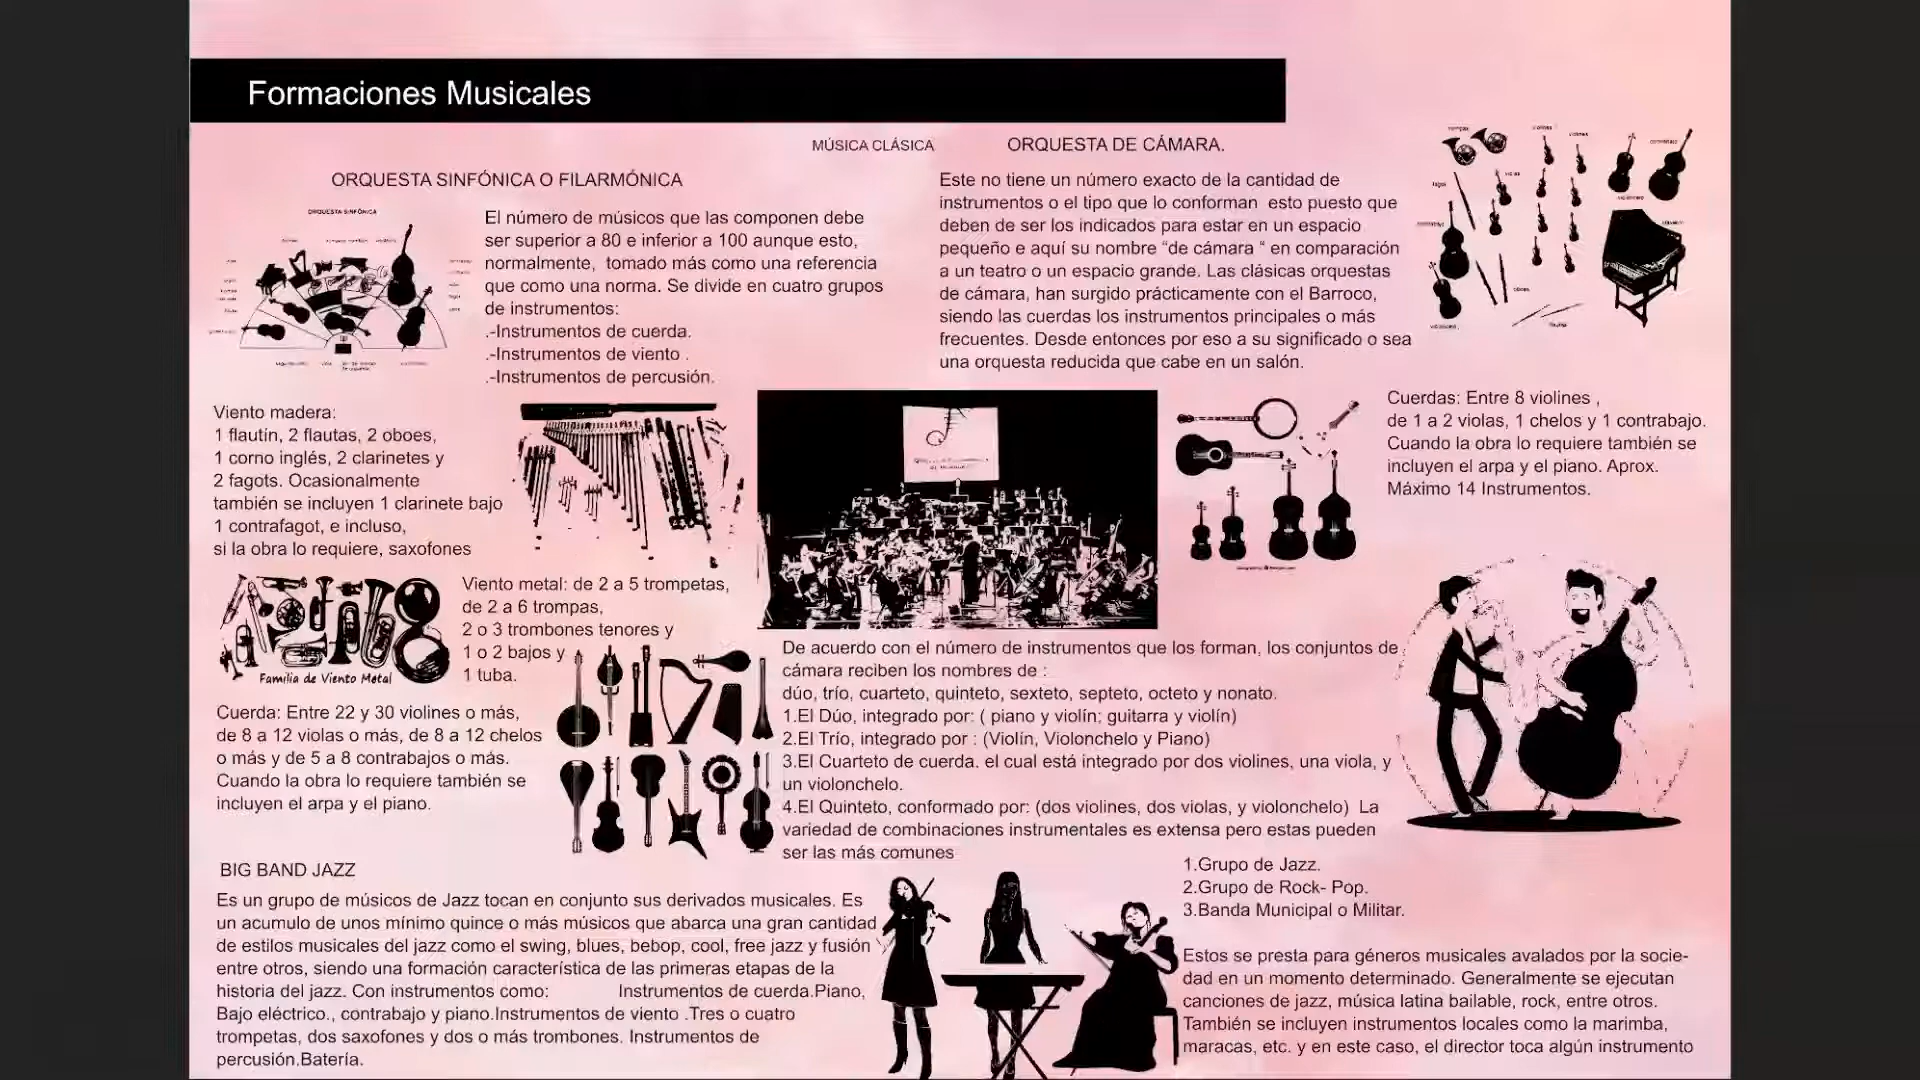 Formaciones Musicales
MÚSICA CLÁSICA
ORQUESTA SINFÓNICA O FILARMÓNICA
ORQUESTA SINFÓNICA
El número de músicos que las componen debe
ser superior a 80 e inferior a 100 aunque esto,
normalmente, tomado más como una referencia
que como una norma. Se divide en cuatro grupos
de instrumentos:
.-Instrumentos de cuerda.
.-Instrumentos de viento .
.-Instrumentos de percusión.
Viento madera:
1 flautín, 2 flautas, 2 oboes,
1 corno inglés, 2 clarinetes y
2 fagots. Ocasionalmente
también se incluyen 1 clarinete bajo
1 contrafagot, e incluso,
si la obra lo requiere, saxofones
Familia de Viento Metal
Viento metal: de 2 a 5 trompetas,
de 2 a 6 trompas,
2 o 3 trombones tenores y
1 o 2 bajos y
1 tuba.
Cuerda: Entre 22 y 30 violines o más,
de 8 a 12 violas o más, de 8 a 12 chelos
o más y de 5 a 8 contrabajos o más.
Cuando la obra lo requiere también se
incluyen el arpa y el piano.
BIG BAND JAZZ
Es un grupo de músicos de Jazz tocan en conjunto sus derivados musicales. Es
un acumulo de unos mínimo quince o más músicos que abarca una gran cantidad
de estilos musicales del jazz como el swing, blues, bebop, cool, free jazz y fusión
entre otros, siendo una formación característica de las primeras etapas de la
historia del jazz. Con instrumentos como: Instrumentos de cuerda.Piano,
Bajo eléctrico., contrabajo y piano.Instrumentos de viento .Tres o cuatro
trompetas, dos saxofones y dos o más trombones. Instrumentos de
percusión.Batería.
ORQUESTA DE CÁMARA.
Este no tiene un número exacto de la cantidad de
instrumentos o el tipo que lo conforman esto puesto que
deben de ser los indicados para estar en un espacio
pequeño e aquí su nombre “de cámara “ en comparación
a un teatro o un espacio grande. Las clásicas orquestas
de cámara, han surgido prácticamente con el Barroco,
siendo las cuerdas los instrumentos principales o más
frecuentes. Desde entonces por eso a su significado o sea
una orquesta reducida que cabe en un salón.
Cuerdas: Entre 8 violines ,
de 1 a 2 violas, 1 chelos y 1 contrabajo.
Cuando la obra lo requiere también se
incluyen el arpa y el piano. Aprox.
Máximo 14 Instrumentos.
De acuerdo con el número de instrumentos que los forman, los conjuntos de
cámara reciben los nombres de :
dúo, trío, cuarteto, quinteto, sexteto, septeto, octeto y nonato.
1.El Dúo, integrado por: ( piano y violín; guitarra y violín)
2.El Trío, integrado por : (Violín, Violonchelo y Piano)
3.El Cuarteto de cuerda. el cual está integrado por dos violines, una viola, y
un violonchelo.
4.El Quinteto, conformado por: (dos violines, dos violas, y violonchelo) La
variedad de combinaciones instrumentales es extensa pero estas pueden
ser las más comunes
1.Grupo de Jazz.
2.Grupo de Rock- Pop.
3.Banda Municipal o Militar.
Estos se presta para géneros musicales avalados por la socie-
dad en un momento determinado. Generalmente se ejecutan
canciones de jazz, música latina bailable, rock, entre otros.
También se incluyen instrumentos locales como la marimba,
maracas, etc. y en este caso, el director toca algún instrumento